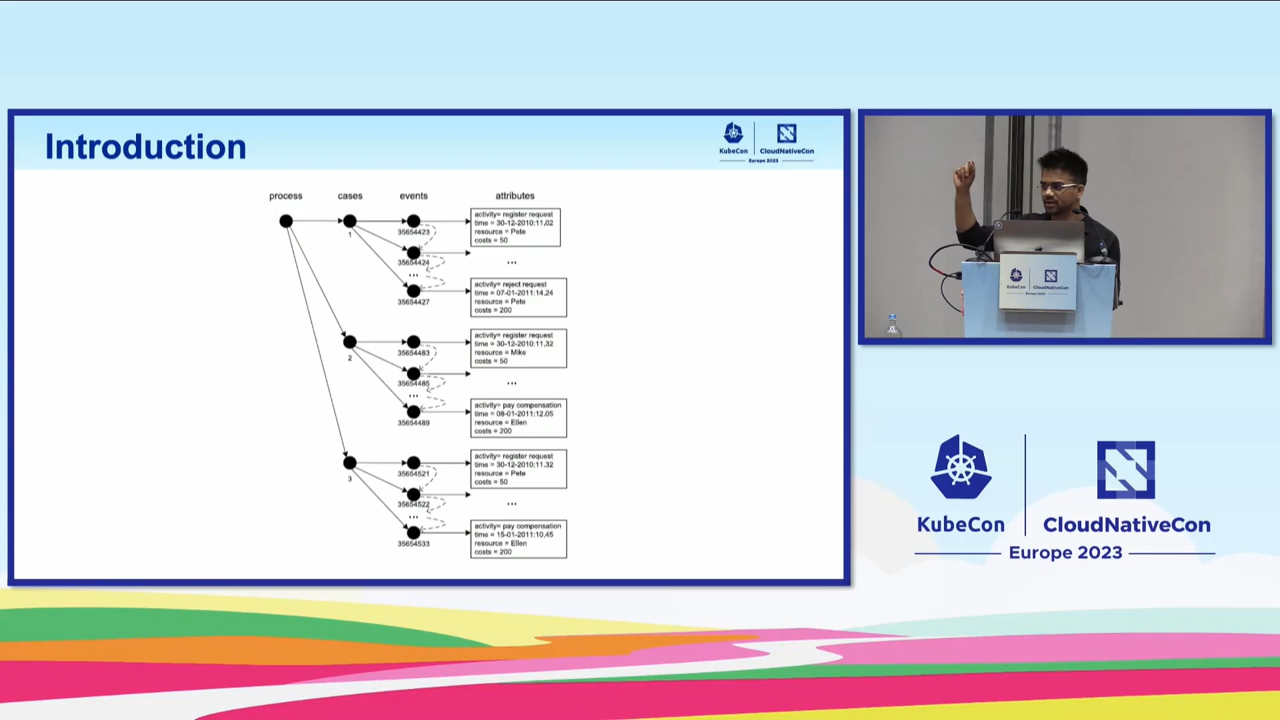 Introduction
KubeCon
CloudNativeCon
Europe 2023
process
cases
events
attributes
1
35654423
activity= register request
time = 30-12-2010:11.02
resource = Pete
costs = 50
35654424
...
...
35654427
activity= reject request
time = 07-01-2011:14.24
resource = Pete
costs = 200
2
35654483
activity= register request
time = 30-12-2010:11.32
resource = Mike
costs = 50
35654485
...
...
35654489
activity= pay compensation
time = 08-01-2011:12.05
resource = Ellen
costs = 200
3
35654521
activity= register request
time = 30-12-2010:11.32
resource = Pete
costs = 50
35654522
...
...
35654533
activity= pay compensation
time = 15-01-2011:10.45
resource = Ellen
costs = 200
KubeCon
CloudNativeCon
Europe 2023
KubeCon
CloudNativeCon
Europe 2023